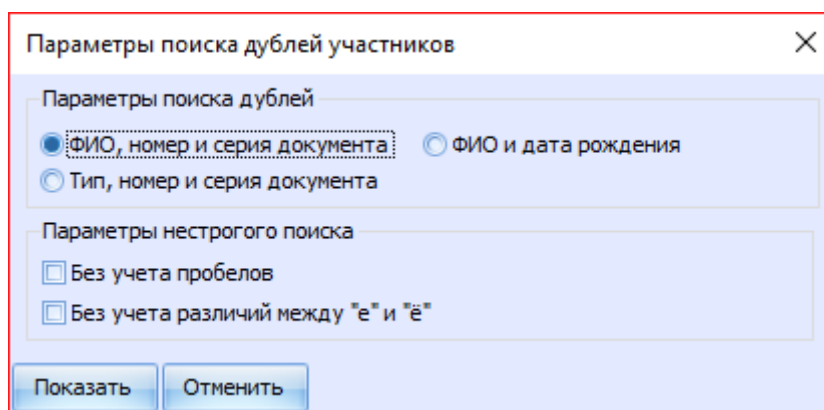 Параметры поиска дублей участников
Параметры поиска дублей
ФИО, номер и серия документа ФИО и дата рождения
Тип, номер и серия документа
Параметры нестрогого поиска
Без учета пробелов
Без учета различий между "е" и "ё"
Показать Отменить